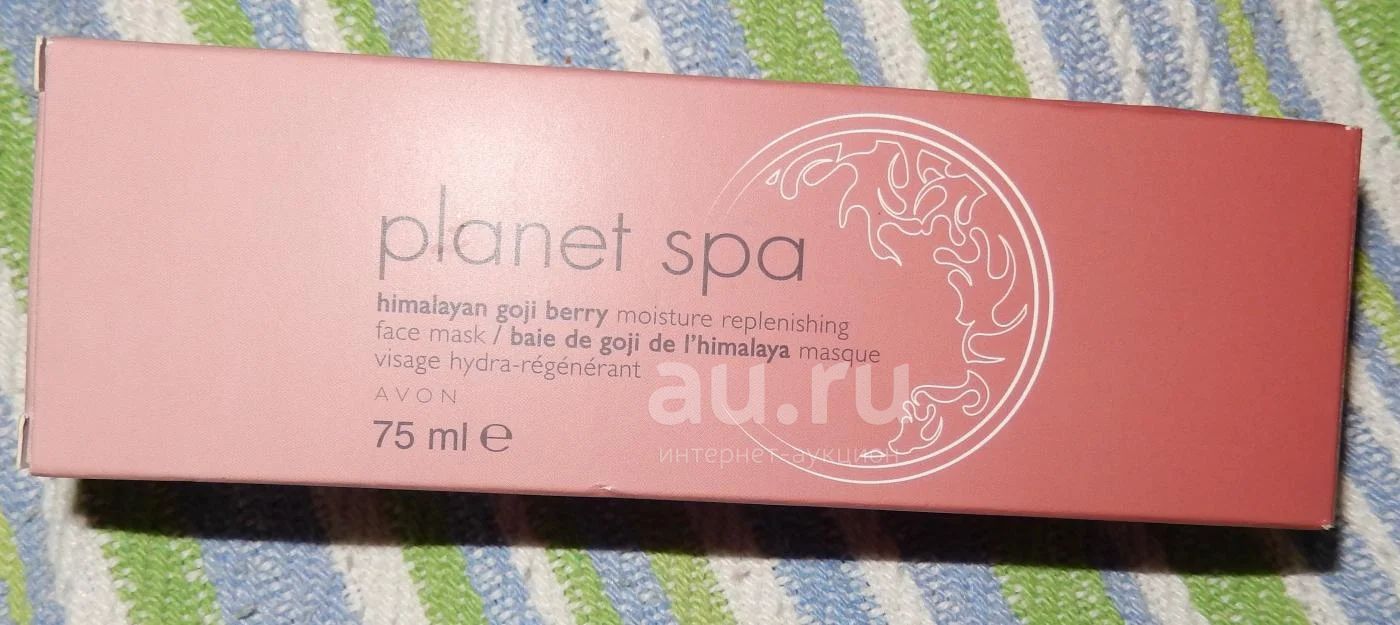 planet spa
himalayan goji berry moisture replenishing
face mask / baie de goji de l'himalaya masque
visage hydra-régénérant
AVON
75 ml ℮
au.ru
интернет-аукцион